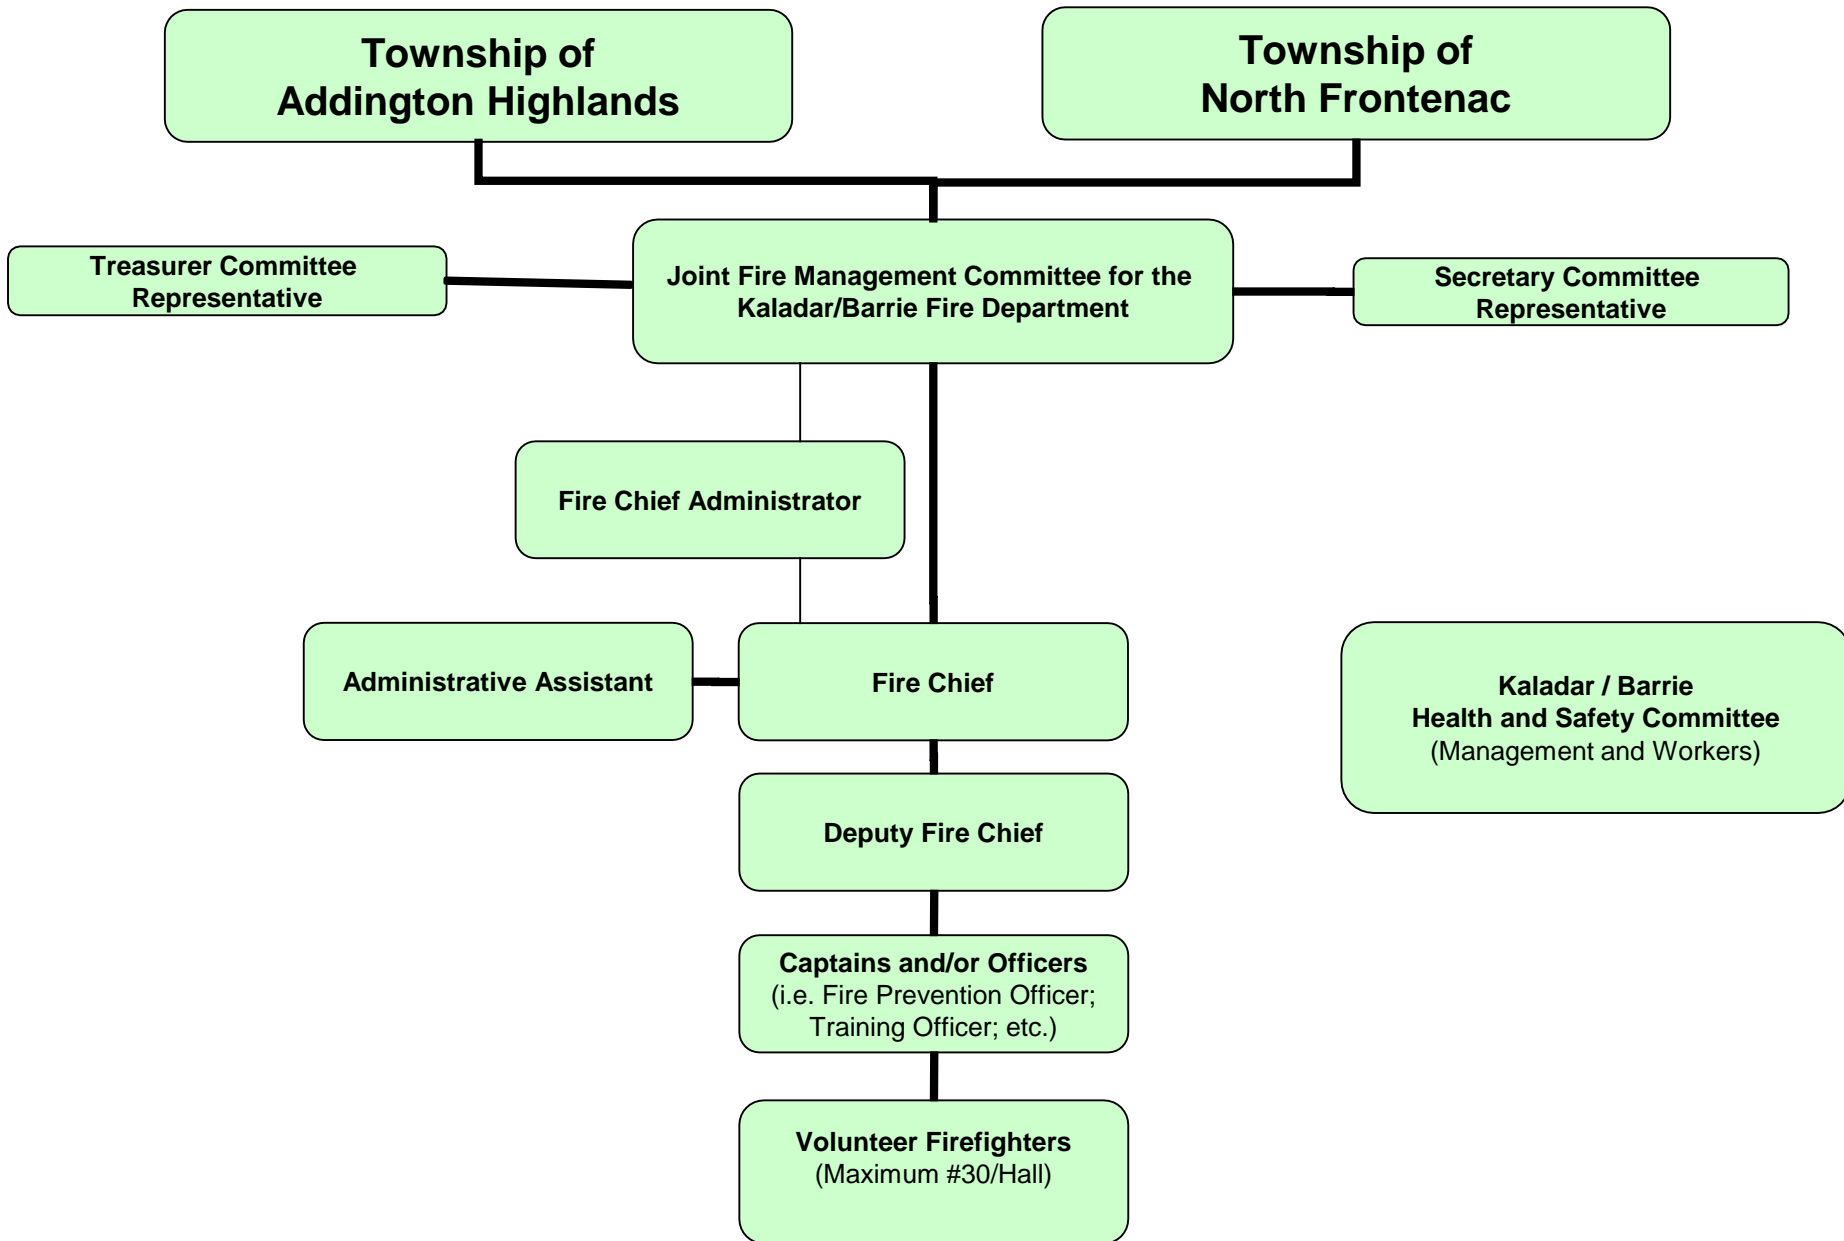 Township of
Addington Highlands
Township of
North Frontenac
Treasurer Committee
Representative
Joint Fire Management Committee for the
Kaladar/Barrie Fire Department
Secretary Committee
Representative
Fire Chief Administrator
Administrative Assistant
Fire Chief
Kaladar / Barrie
Health and Safety Committee
(Management and Workers)
Deputy Fire Chief
Captains and/or Officers
(i.e. Fire Prevention Officer;
Training Officer; etc.)
Volunteer Firefighters
(Maximum #30/Hall)